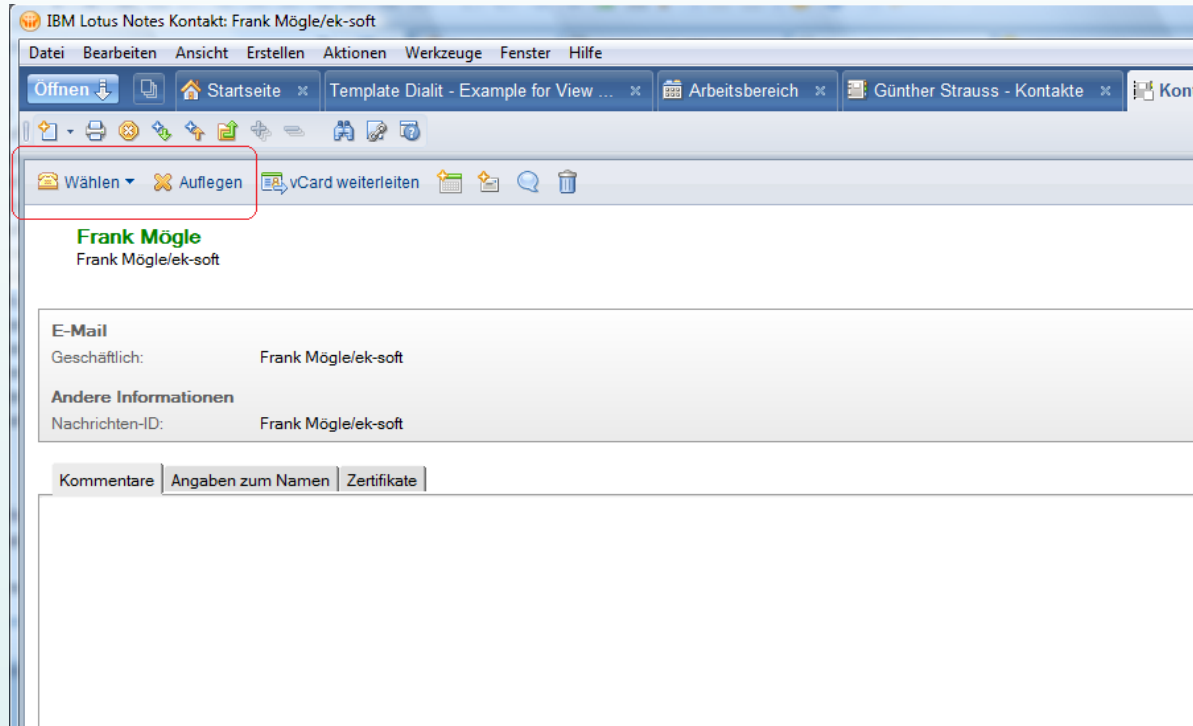 IBM Lotus Notes Kontakt: Frank Mögle/ek-soft
Datei Bearbeiten Ansicht Erstellen Aktionen Werkzeuge Fenster Hilfe
Öffnen Startseite Template Dialit - Example for View ... Arbeitsbereich Günther Strauss - Kontakte Kon
Wählen Auflegen vCard weiterleiten
Frank Mögle
Frank Mögle/ek-soft
E-Mail
Geschäftlich: Frank Mögle/ek-soft
Andere Informationen
Nachrichten-ID: Frank Mögle/ek-soft
Kommentare Angaben zum Namen Zertifikate